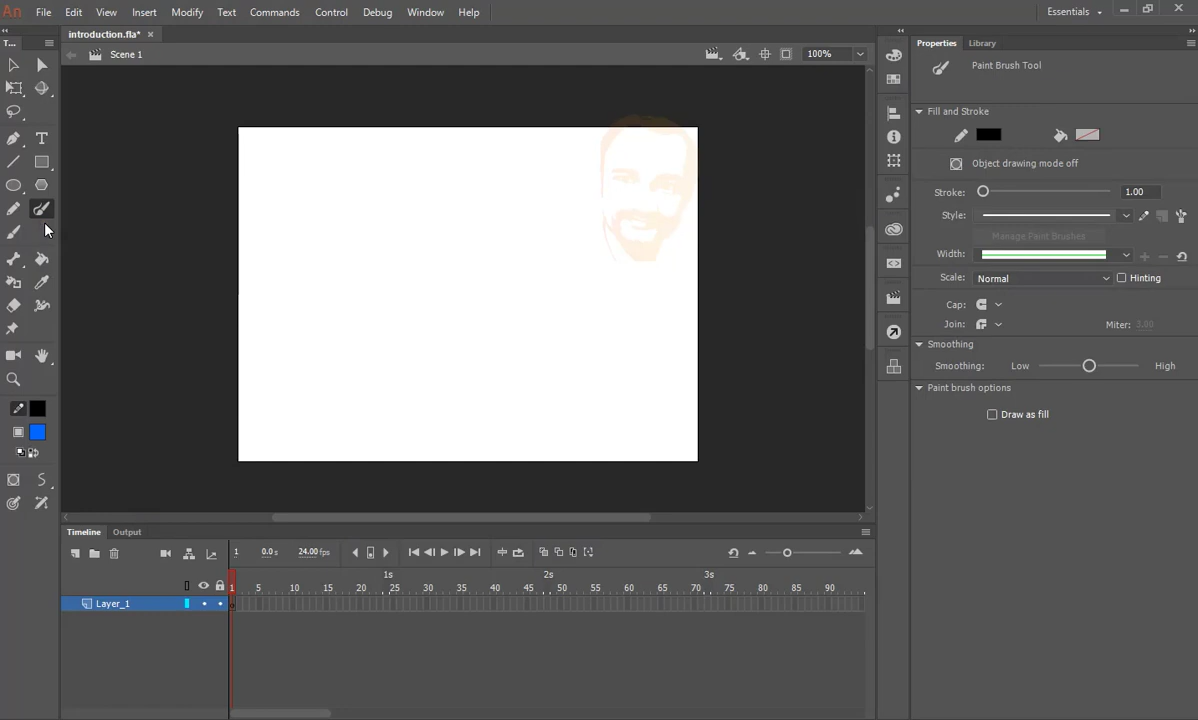 An File Edit View Insert Modify Text Commands Control Debug Window Help Essentials
introduction.fla*
Scene 1 100%
T...
Properties Library
Paint Brush Tool
Fill and Stroke
Object drawing mode off
Stroke: 1.00
Style:
Manage Paint Brushes
Width:
Scale: Normal Hinting
Cap:
Join: Miter: 3.00
Smoothing
Smoothing: Low High
Paint brush options
Draw as fill
Timeline Output
1 0.0s 24.00 fps
1s 2s 3s
1 5 10 15 20 25 30 35 40 45 50 55 60 65 70 75 80 85 90
Layer_1